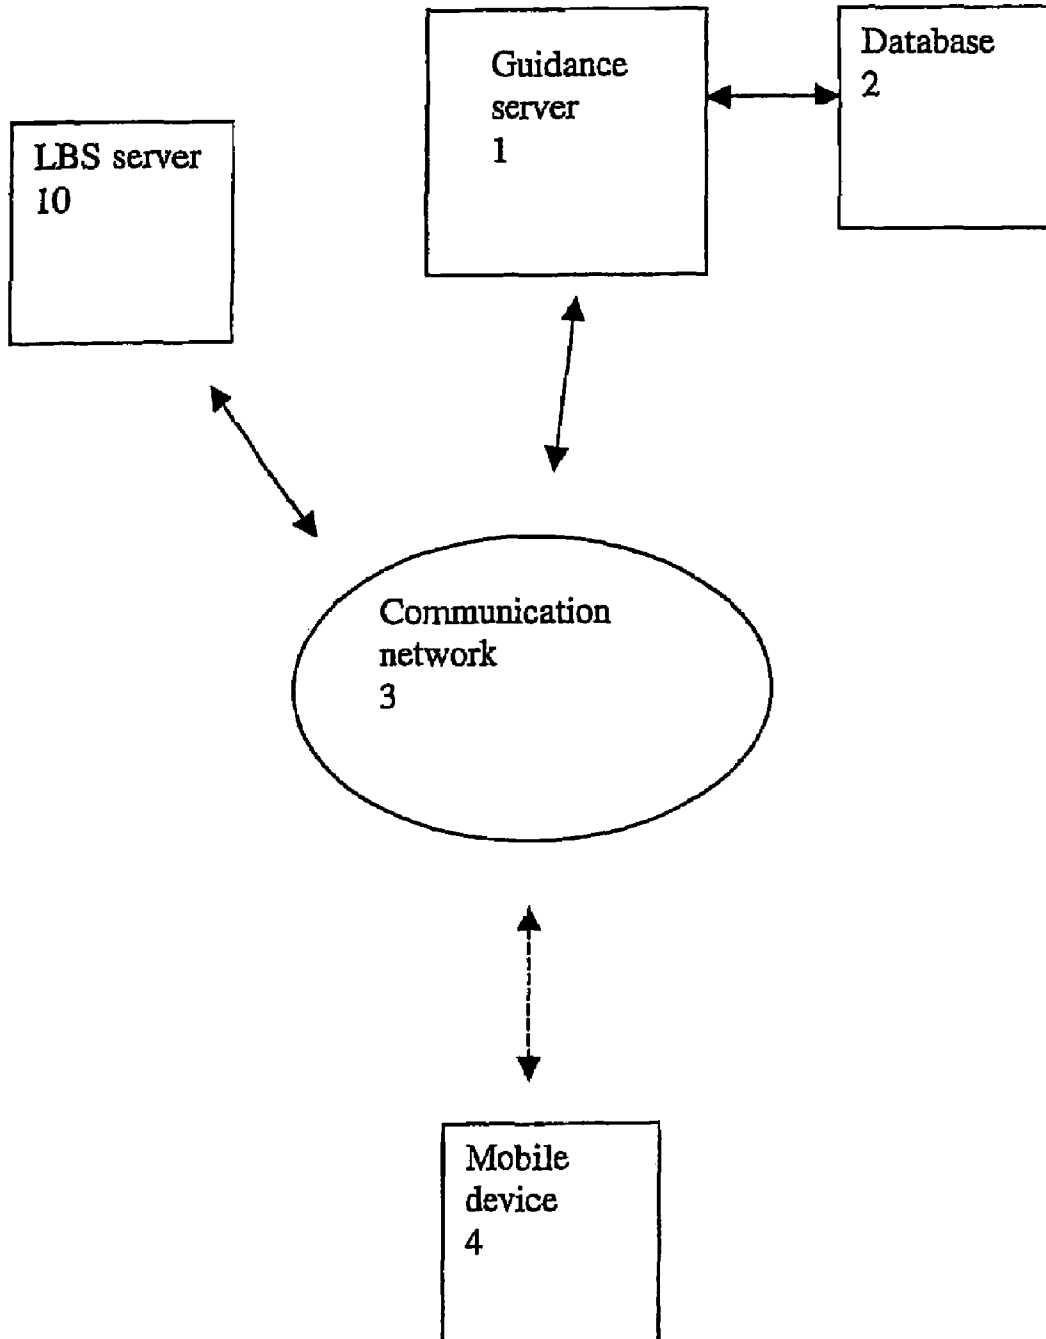 Guidance
server
1
Database
2
LBS server
10
Communication
network
3
Mobile
device
4